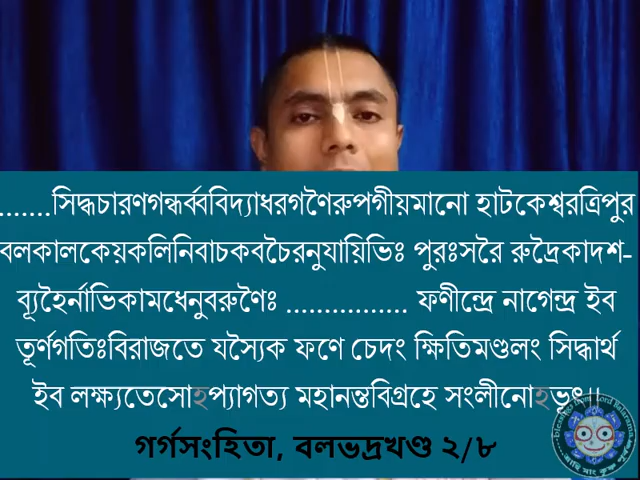 .......সিদ্ধচারণগন্ধর্ব্ববিদ্যাধরগণৈরুপগীয়মানো হাটকেশ্বরত্রিপুর
বলকালকেয়কলিনিবাচকবচৈরনুযায়িভিঃ পুরঃসরৈ রুদ্রৈকাদশ-
ব্যূহৈর্নাভিকামধেনুবরুণৈঃ ................ ফণীন্দ্রে নাগেন্দ্র ইব
তূর্ণগতিঃবিরাজতে যস্যৈক ফণে চেদং ক্ষিতিমণ্ডলং সিদ্ধার্থ
ইব লক্ষ্যতেসোঽপ্যাগত্য মহানন্তবিগ্রহে সংলীনোঽভূৎ॥
গর্গসংহিতা, বলভদ্রখণ্ড ২/৮